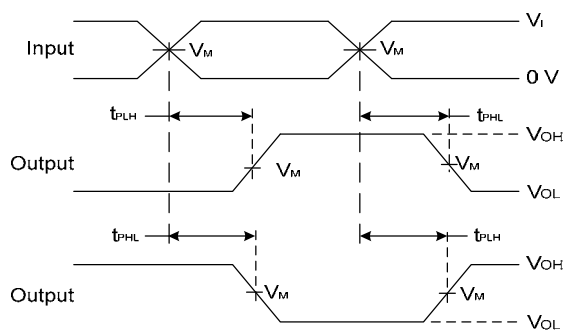 VI
Input VM VM
0 V
tPLH tPHL
VOH
Output VM VM
VOL
tPHL tPLH
VOH
Output VM VM
VOL